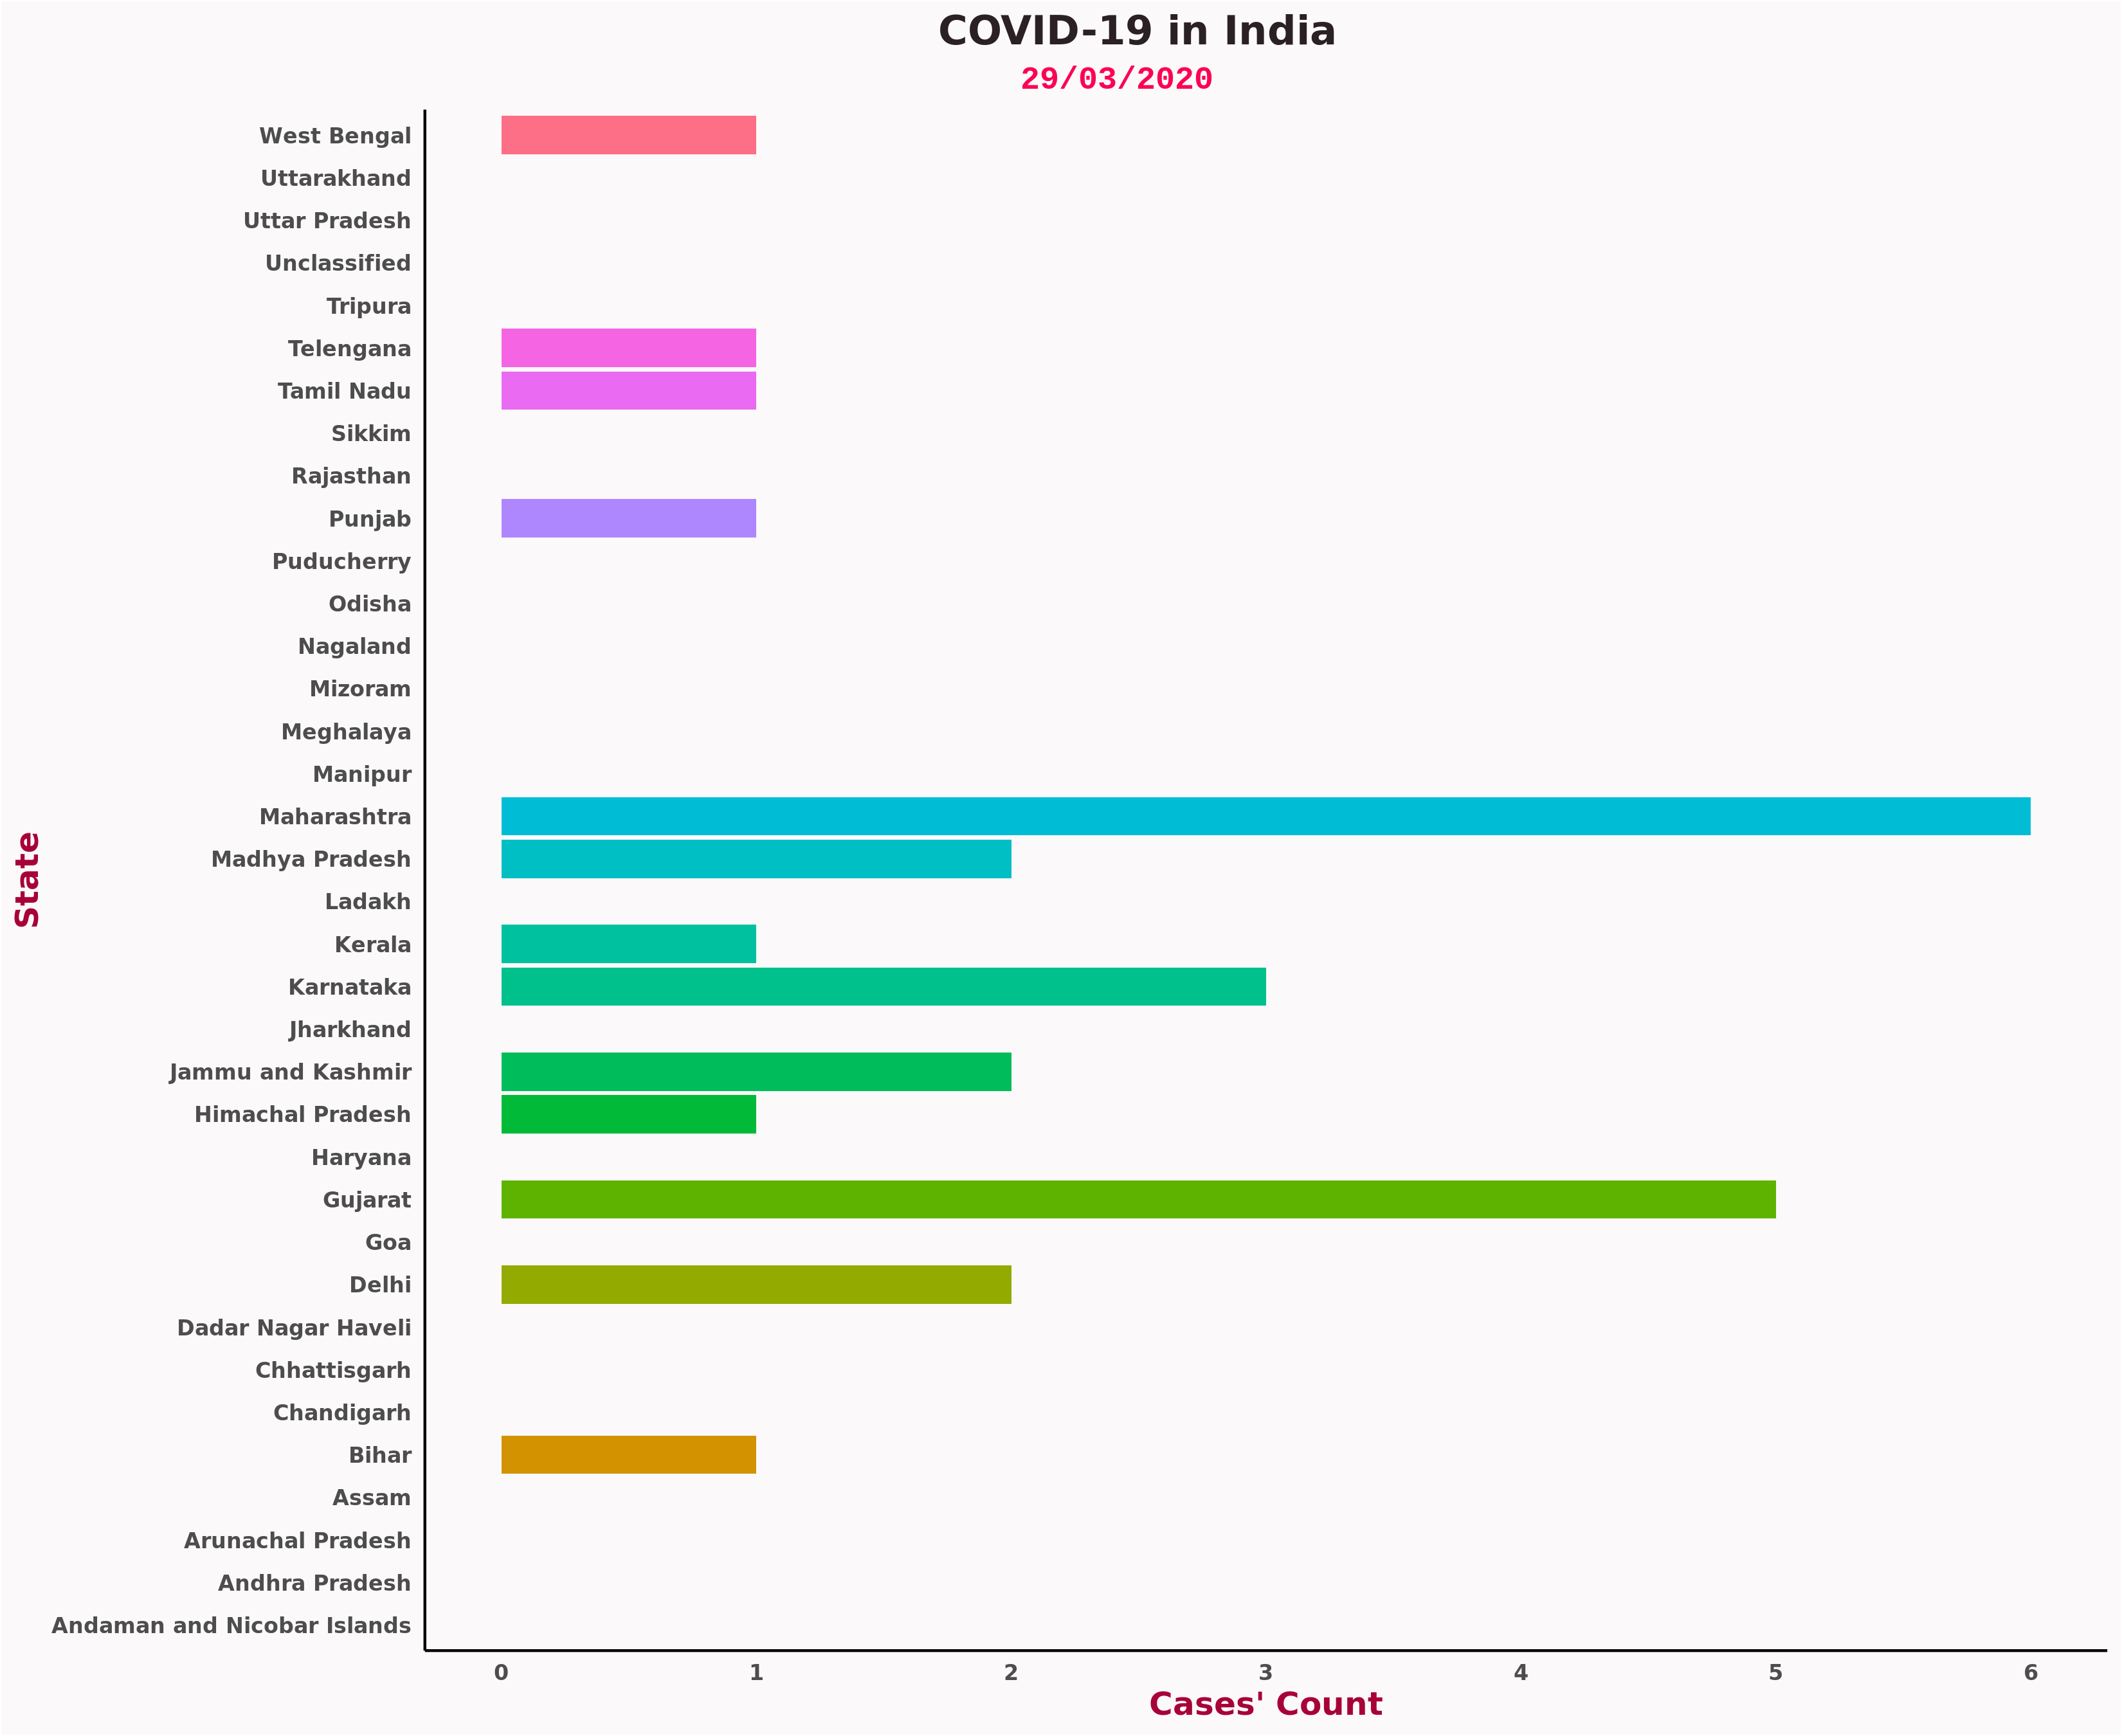 COVID-19 in India
29/03/2020
West Bengal
Uttarakhand
Uttar Pradesh
Unclassified
Tripura
Telengana
Tamil Nadu
Sikkim
Rajasthan
Punjab
Puducherry
Odisha
Nagaland
Mizoram
Meghalaya
Manipur
Maharashtra
Madhya Pradesh
Ladakh
Kerala
Karnataka
Jharkhand
Jammu and Kashmir
Himachal Pradesh
Haryana
Gujarat
Goa
Delhi
Dadar Nagar Haveli
Chhattisgarh
Chandigarh
Bihar
Assam
Arunachal Pradesh
Andhra Pradesh
Andaman and Nicobar Islands
State
0 1 2 3 4 5 6
Cases' Count